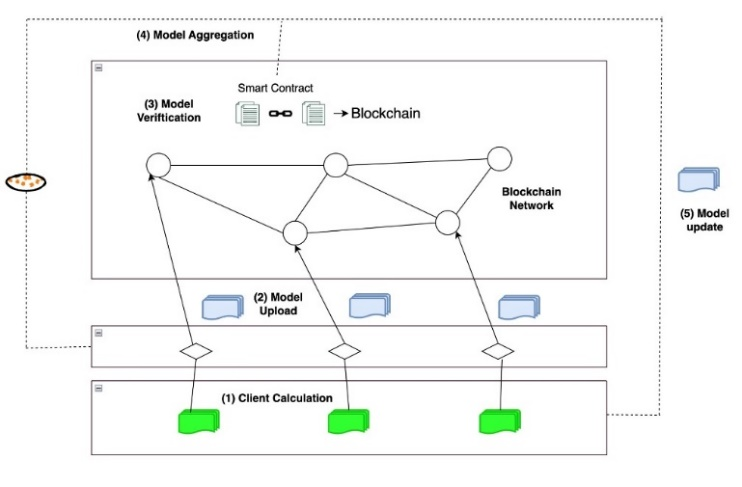 (4) Model Aggregation
Smart Contract
(3) Model
Veriftication
Blockchain
Blockchain
Network
(5) Model
update
(2) Model
Upload
(1) Client Calculation